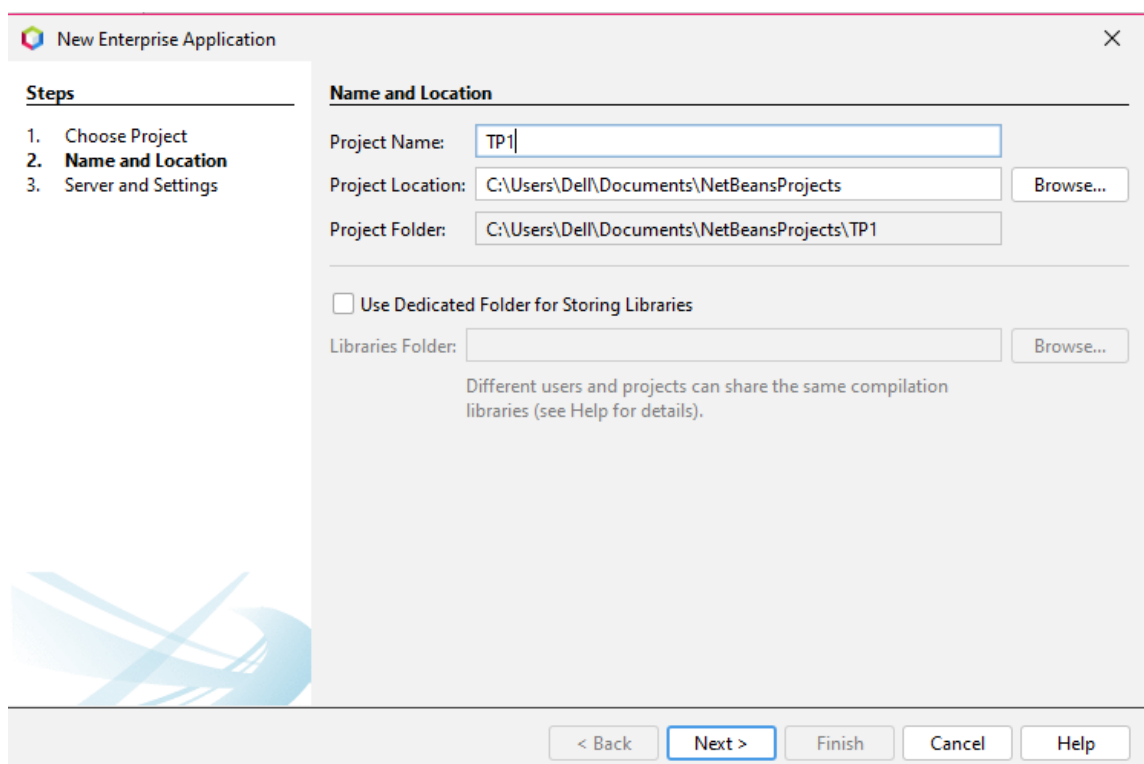 New Enterprise Application
Steps
1. Choose Project
2. Name and Location
3. Server and Settings
Name and Location
Project Name: TP1
Project Location: C:\Users\Dell\Documents\NetBeansProjects Browse...
Project Folder: C:\Users\Dell\Documents\NetBeansProjects\TP1
Use Dedicated Folder for Storing Libraries
Libraries Folder: Browse...
Different users and projects can share the same compilation
libraries (see Help for details).
< Back Next > Finish Cancel Help